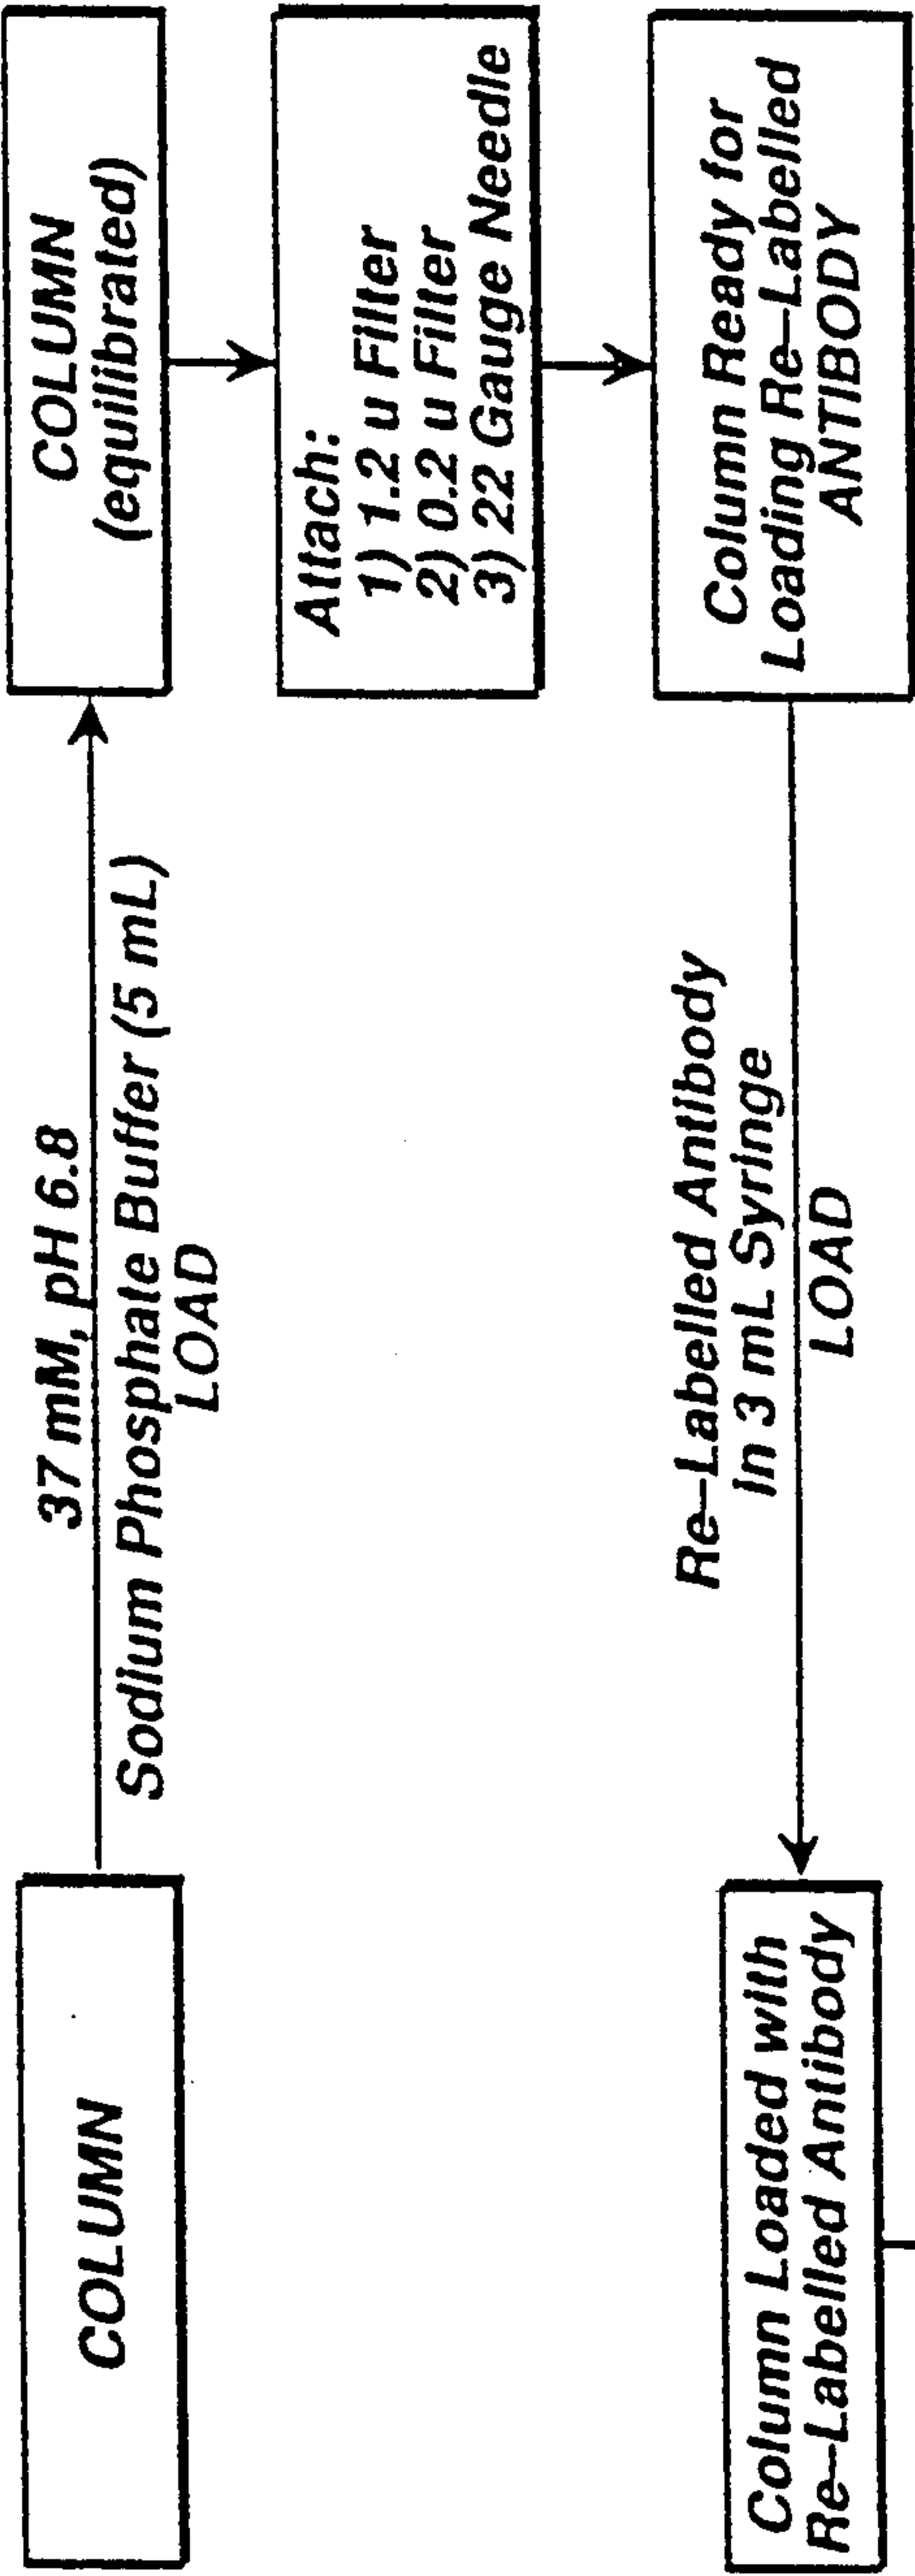 COLUMN
37 mM, pH 6.8
Sodium Phosphate Buffer (5 mL)
LOAD
COLUMN
(equilibrated)
Attach:
1) 1.2 u Filter
2) 0.2 u Filter
3) 22 Gauge Needle
Column Ready for
Loading Re-Labelled
ANTIBODY
Re-Labelled Antibody
in 3 mL Syringe
LOAD
Column Loaded with
Re-Labelled Antibody